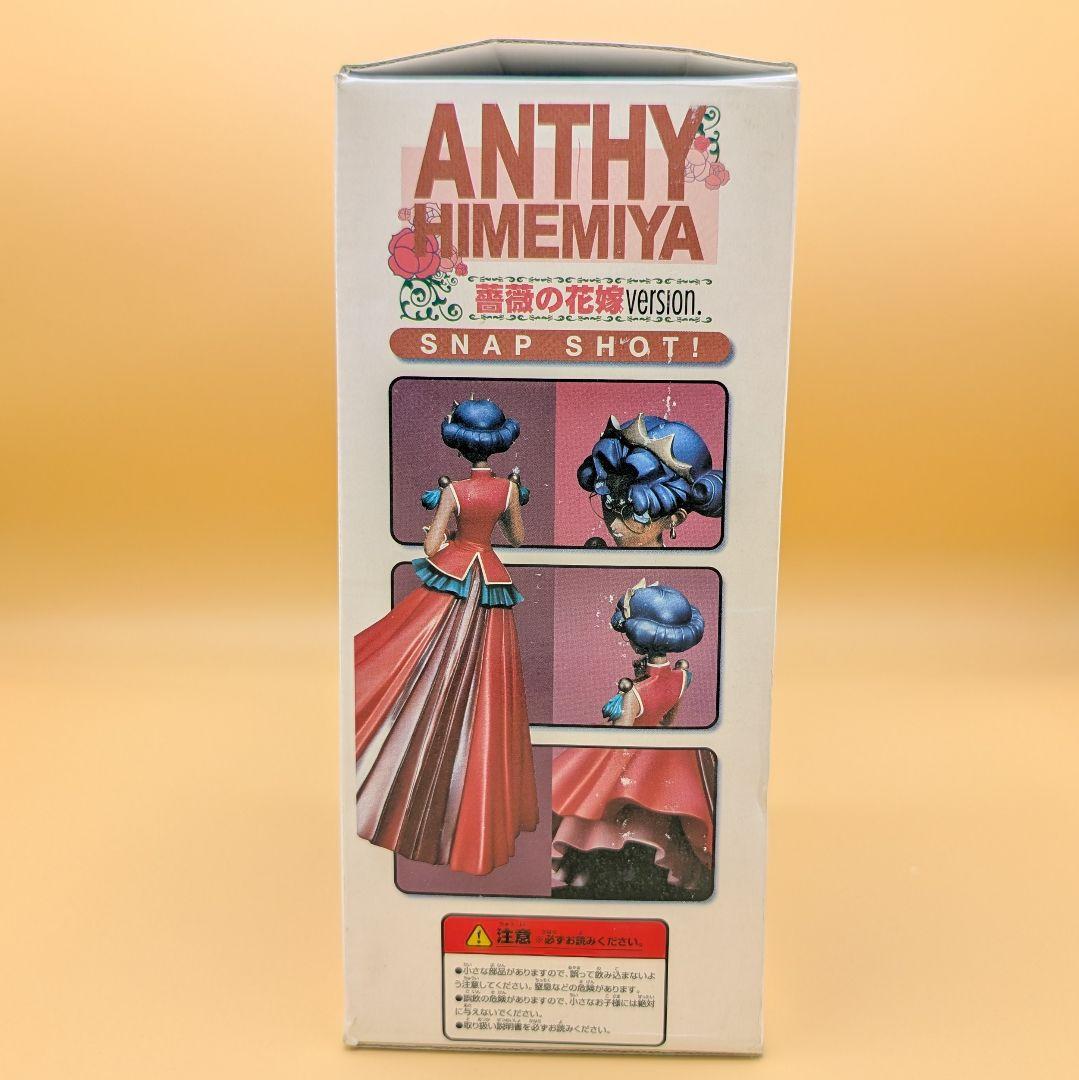 ANTHY
HIMEMIYA
薔薇の花嫁version.
SNAP SHOT!
注意 ※必ずお読みください。
●小さな部品がありますので、誤って飲み込まないよ
う注意してください。窒息などの危険があります。
●誤飲の危険がありますので、小さなお子様には絶対
に与えないでください。
●取り扱い説明書を必ずお読みください。